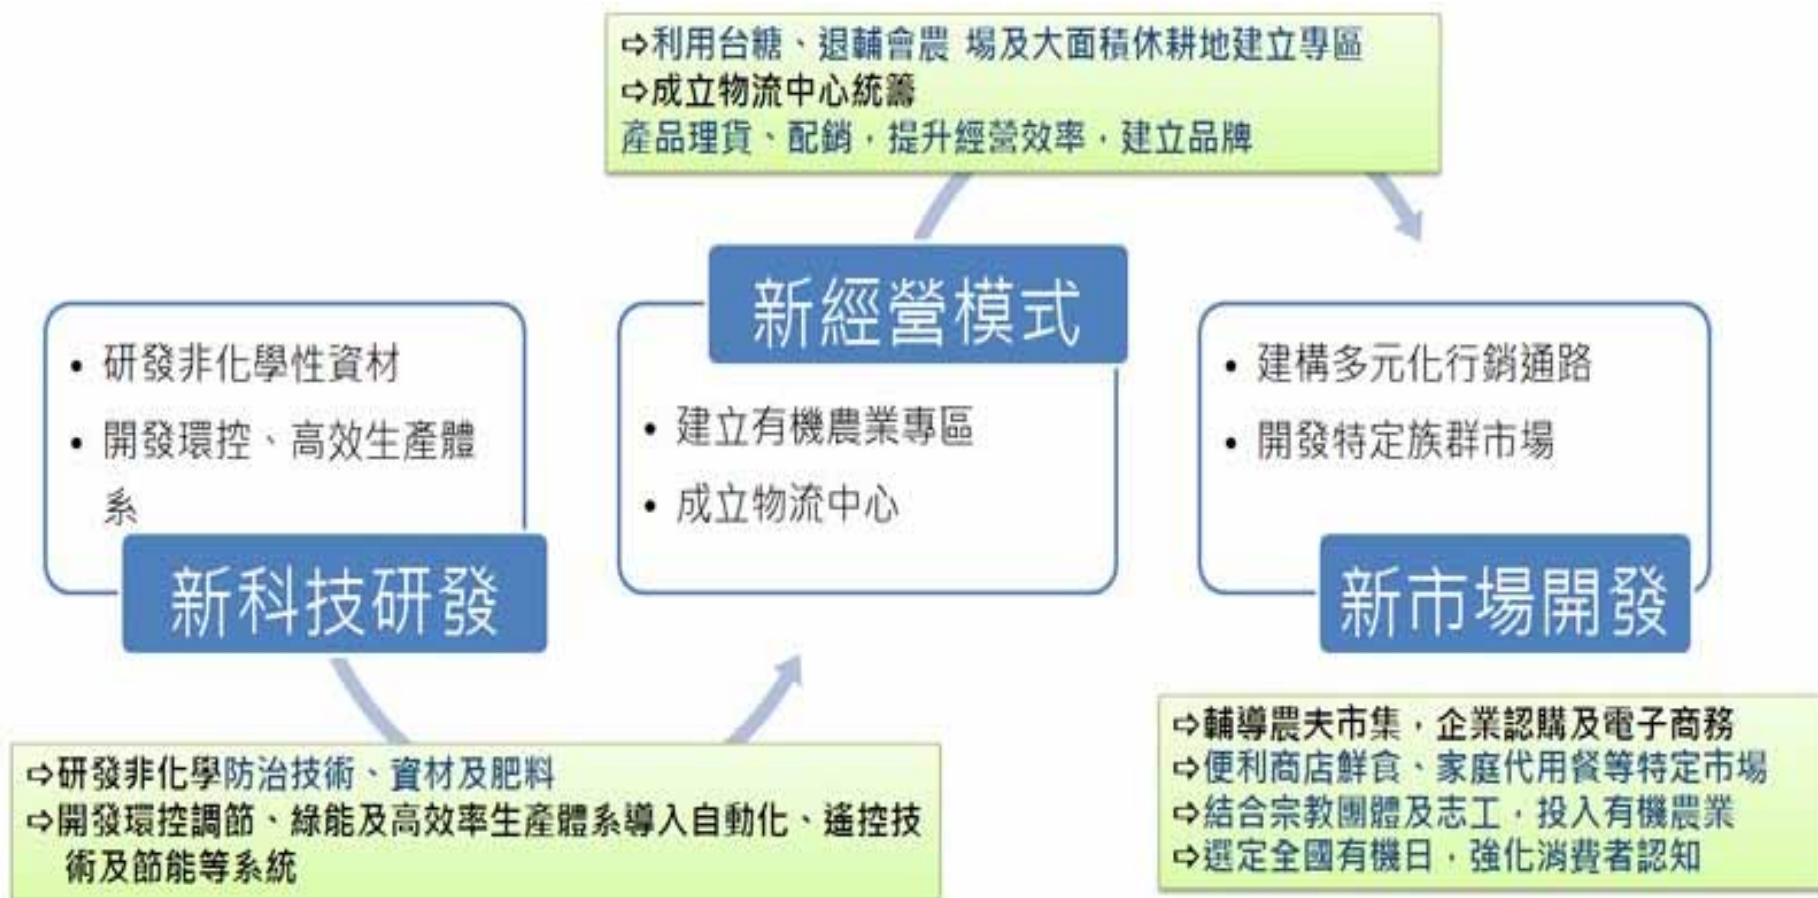 ⇨利用台糖、退輔會農 場及大面積休耕地建立專區
⇨成立物流中心統籌
產品理貨、配銷，提升經營效率，建立品牌
• 研發非化學性資材
• 開發環控、高效生產體
系
新科技研發
⇨研發非化學防治技術、資材及肥料
⇨開發環控調節、綠能及高效率生產體系導入自動化、遙控技
術及節能等系統
新經營模式
• 建立有機農業專區
• 成立物流中心
• 建構多元化行銷通路
• 開發特定族群市場
新市場開發
⇨輔導農夫市集，企業認購及電子商務
⇨便利商店鮮食、家庭代用餐等特定市場
⇨結合宗教團體及志工，投入有機農業
⇨選定全國有機日，強化消費者認知